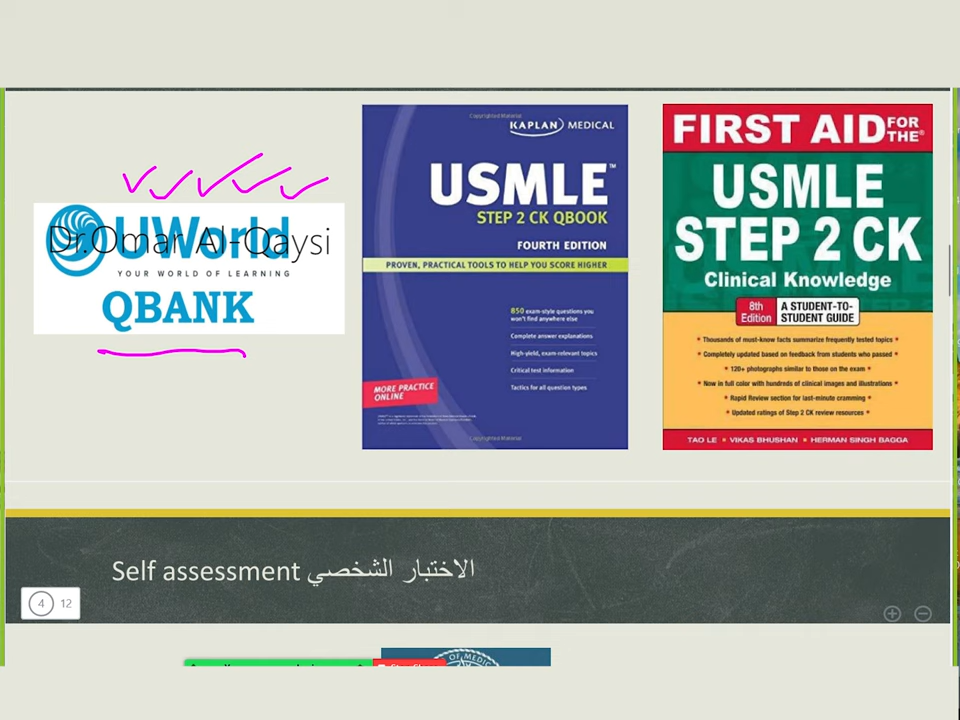 UWorld
Dr.Omar Al-Qaysi
YOUR WORLD OF LEARNING
QBANK
Copyrighted Material
KAPLAN MEDICAL
USMLE™
STEP 2 CK QBOOK
FOURTH EDITION
PROVEN, PRACTICAL TOOLS TO HELP YOU SCORE HIGHER
850 exam-style questions you
won't find anywhere else
Complete answer explanations
High-yield, exam-relevant topics
Critical test information
Tactics for all question types
MORE PRACTICE
ONLINE
Copyrighted Material
FIRST AID FOR THE®
USMLE
STEP 2 CK
Clinical Knowledge
8th
Edition
A STUDENT-TO-
STUDENT GUIDE
• Thousands of must-know facts summarize frequently tested topics •
• Completely updated based on feedback from students who passed •
• 120+ photographs similar to those on the exam •
• Now in full color with hundreds of clinical images and illustrations •
• Rapid Review section for last-minute cramming •
• Updated ratings of Step 2 CK review resources •
TAO LE • VIKAS BHUSHAN • HERMAN SINGH BAGGA
Self assessment الاختبار الشخصي
4 12